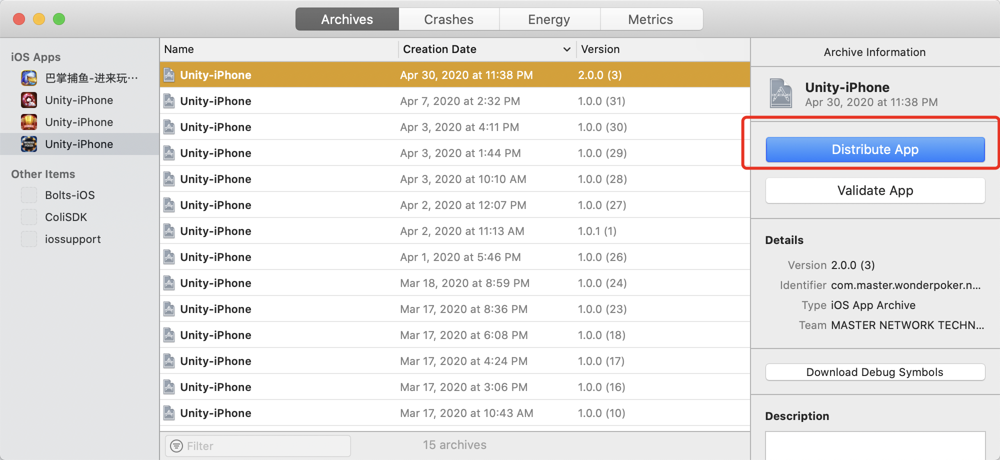 Archives Crashes Energy Metrics
iOS Apps
巴掌捕鱼-进来玩···
Unity-iPhone
Unity-iPhone
Unity-iPhone
Other Items
Bolts-iOS
ColiSDK
iossupport
Name Creation Date Version
Unity-iPhone Apr 30, 2020 at 11:38 PM 2.0.0 (3)
Unity-iPhone Apr 7, 2020 at 2:32 PM 1.0.0 (31)
Unity-iPhone Apr 3, 2020 at 4:11 PM 1.0.0 (30)
Unity-iPhone Apr 3, 2020 at 1:44 PM 1.0.0 (29)
Unity-iPhone Apr 3, 2020 at 10:10 AM 1.0.0 (28)
Unity-iPhone Apr 2, 2020 at 12:07 PM 1.0.0 (27)
Unity-iPhone Apr 2, 2020 at 11:13 AM 1.0.1 (1)
Unity-iPhone Apr 1, 2020 at 5:46 PM 1.0.0 (26)
Unity-iPhone Mar 18, 2020 at 8:59 PM 1.0.0 (24)
Unity-iPhone Mar 17, 2020 at 8:36 PM 1.0.0 (23)
Unity-iPhone Mar 17, 2020 at 6:08 PM 1.0.0 (18)
Unity-iPhone Mar 17, 2020 at 4:24 PM 1.0.0 (17)
Unity-iPhone Mar 17, 2020 at 3:06 PM 1.0.0 (16)
Unity-iPhone Mar 17, 2020 at 10:43 AM 1.0.0 (10)
Filter 15 archives
Archive Information
Unity-iPhone
Apr 30, 2020 at 11:38 PM
Distribute App
Validate App
Details
Version 2.0.0 (3)
Identifier com.master.wonderpoker.n...
Type iOS App Archive
Team MASTER NETWORK TECHN...
Download Debug Symbols
Description